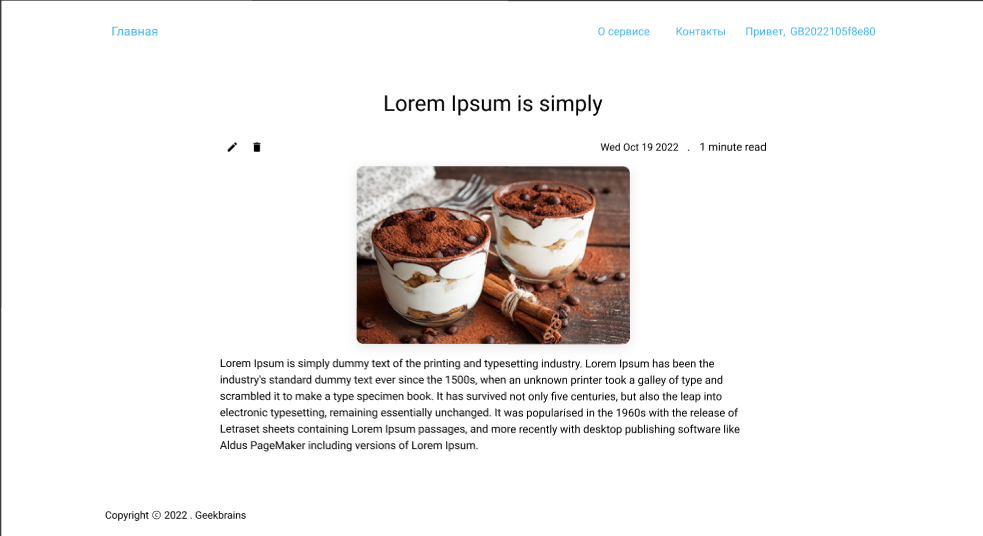 Главная О сервисе Контакты Привет, GB2022105f8e80
Lorem Ipsum is simply
Wed Oct 19 2022 . 1 minute read
Lorem Ipsum is simply dummy text of the printing and typesetting industry. Lorem Ipsum has been the
industry's standard dummy text ever since the 1500s, when an unknown printer took a galley of type and
scrambled it to make a type specimen book. It has survived not only five centuries, but also the leap into
electronic typesetting, remaining essentially unchanged. It was popularised in the 1960s with the release of
Letraset sheets containing Lorem Ipsum passages, and more recently with desktop publishing software like
Aldus PageMaker including versions of Lorem Ipsum.
Copyright © 2022 . Geekbrains